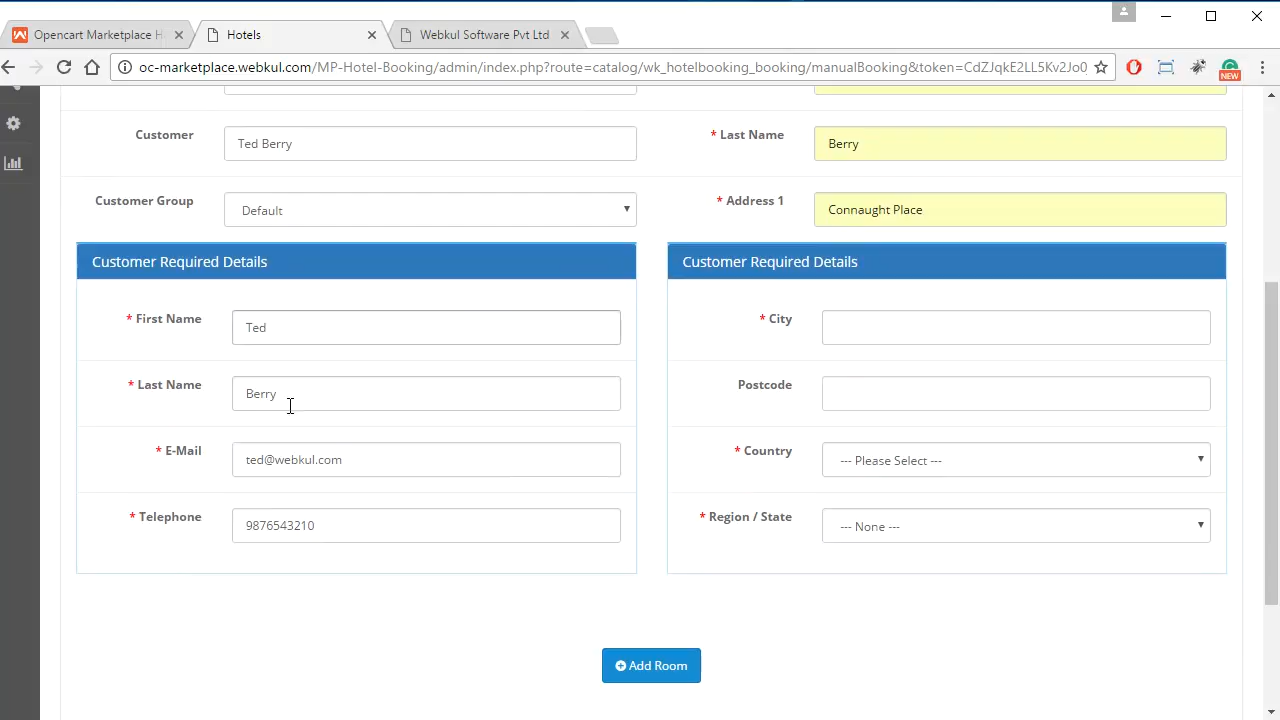 Opencart Marketplace H
Hotels
Webkul Software Pvt Ltd
oc-marketplace.webkul.com/MP-Hotel-Booking/admin/index.php?route=catalog/wk_hotelbooking_booking/manualBooking&token=CdZJqkE2LL5Kv2Jo0
NEW
Customer
Ted Berry
* Last Name
Berry
Customer Group
Default
* Address 1
Connaught Place
Customer Required Details
* First Name
Ted
* Last Name
Berry
* E-Mail
ted@webkul.com
* Telephone
9876543210
Customer Required Details
* City
Postcode
* Country
--- Please Select ---
* Region / State
--- None ---
Add Room